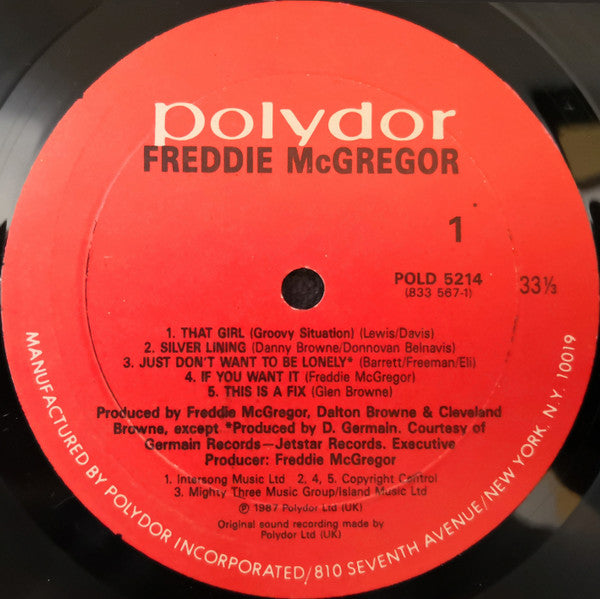 polydor
FREDDIE McGREGOR
1
POLD 5214
(833 567-1)
33⅓
1. THAT GIRL (Groovy Situation) (Lewis/Davis)
2. SILVER LINING (Danny Browne/Donnovan Belnavis)
3. JUST DON'T WANT TO BE LONELY* (Barrett/Freeman/Eli)
4. IF YOU WANT IT (Freddie McGregor)
5. THIS IS A FIX (Glen Browne)
Produced by Freddie McGregor, Dalton Browne & Cleveland
Browne, except *Produced by D. Germain. Courtesy of
Germain Records—Jetstar Records. Executive
Producer: Freddie McGregor
1. Intersong Music Ltd 2, 4, 5. Copyright Control
3. Mighty Three Music Group/Island Music Ltd
℗ 1987 Polydor Ltd (UK)
Original sound recording made by
Polydor Ltd (UK)
MANUFACTURED BY POLYDOR INCORPORATED/810 SEVENTH AVENUE/NEW YORK, N.Y. 10019